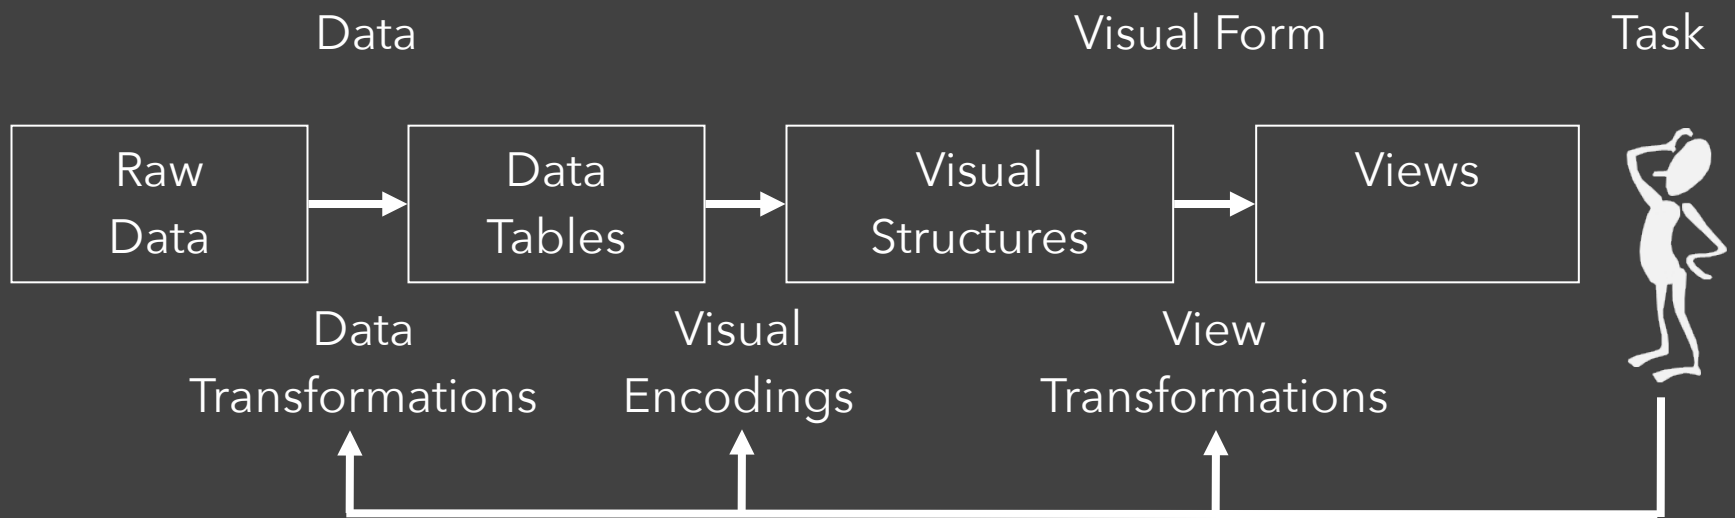 Data
Visual Form
Task
Raw
Data
Data
Tables
Visual
Structures
Views
Data
Transformations
Visual
Encodings
View
Transformations